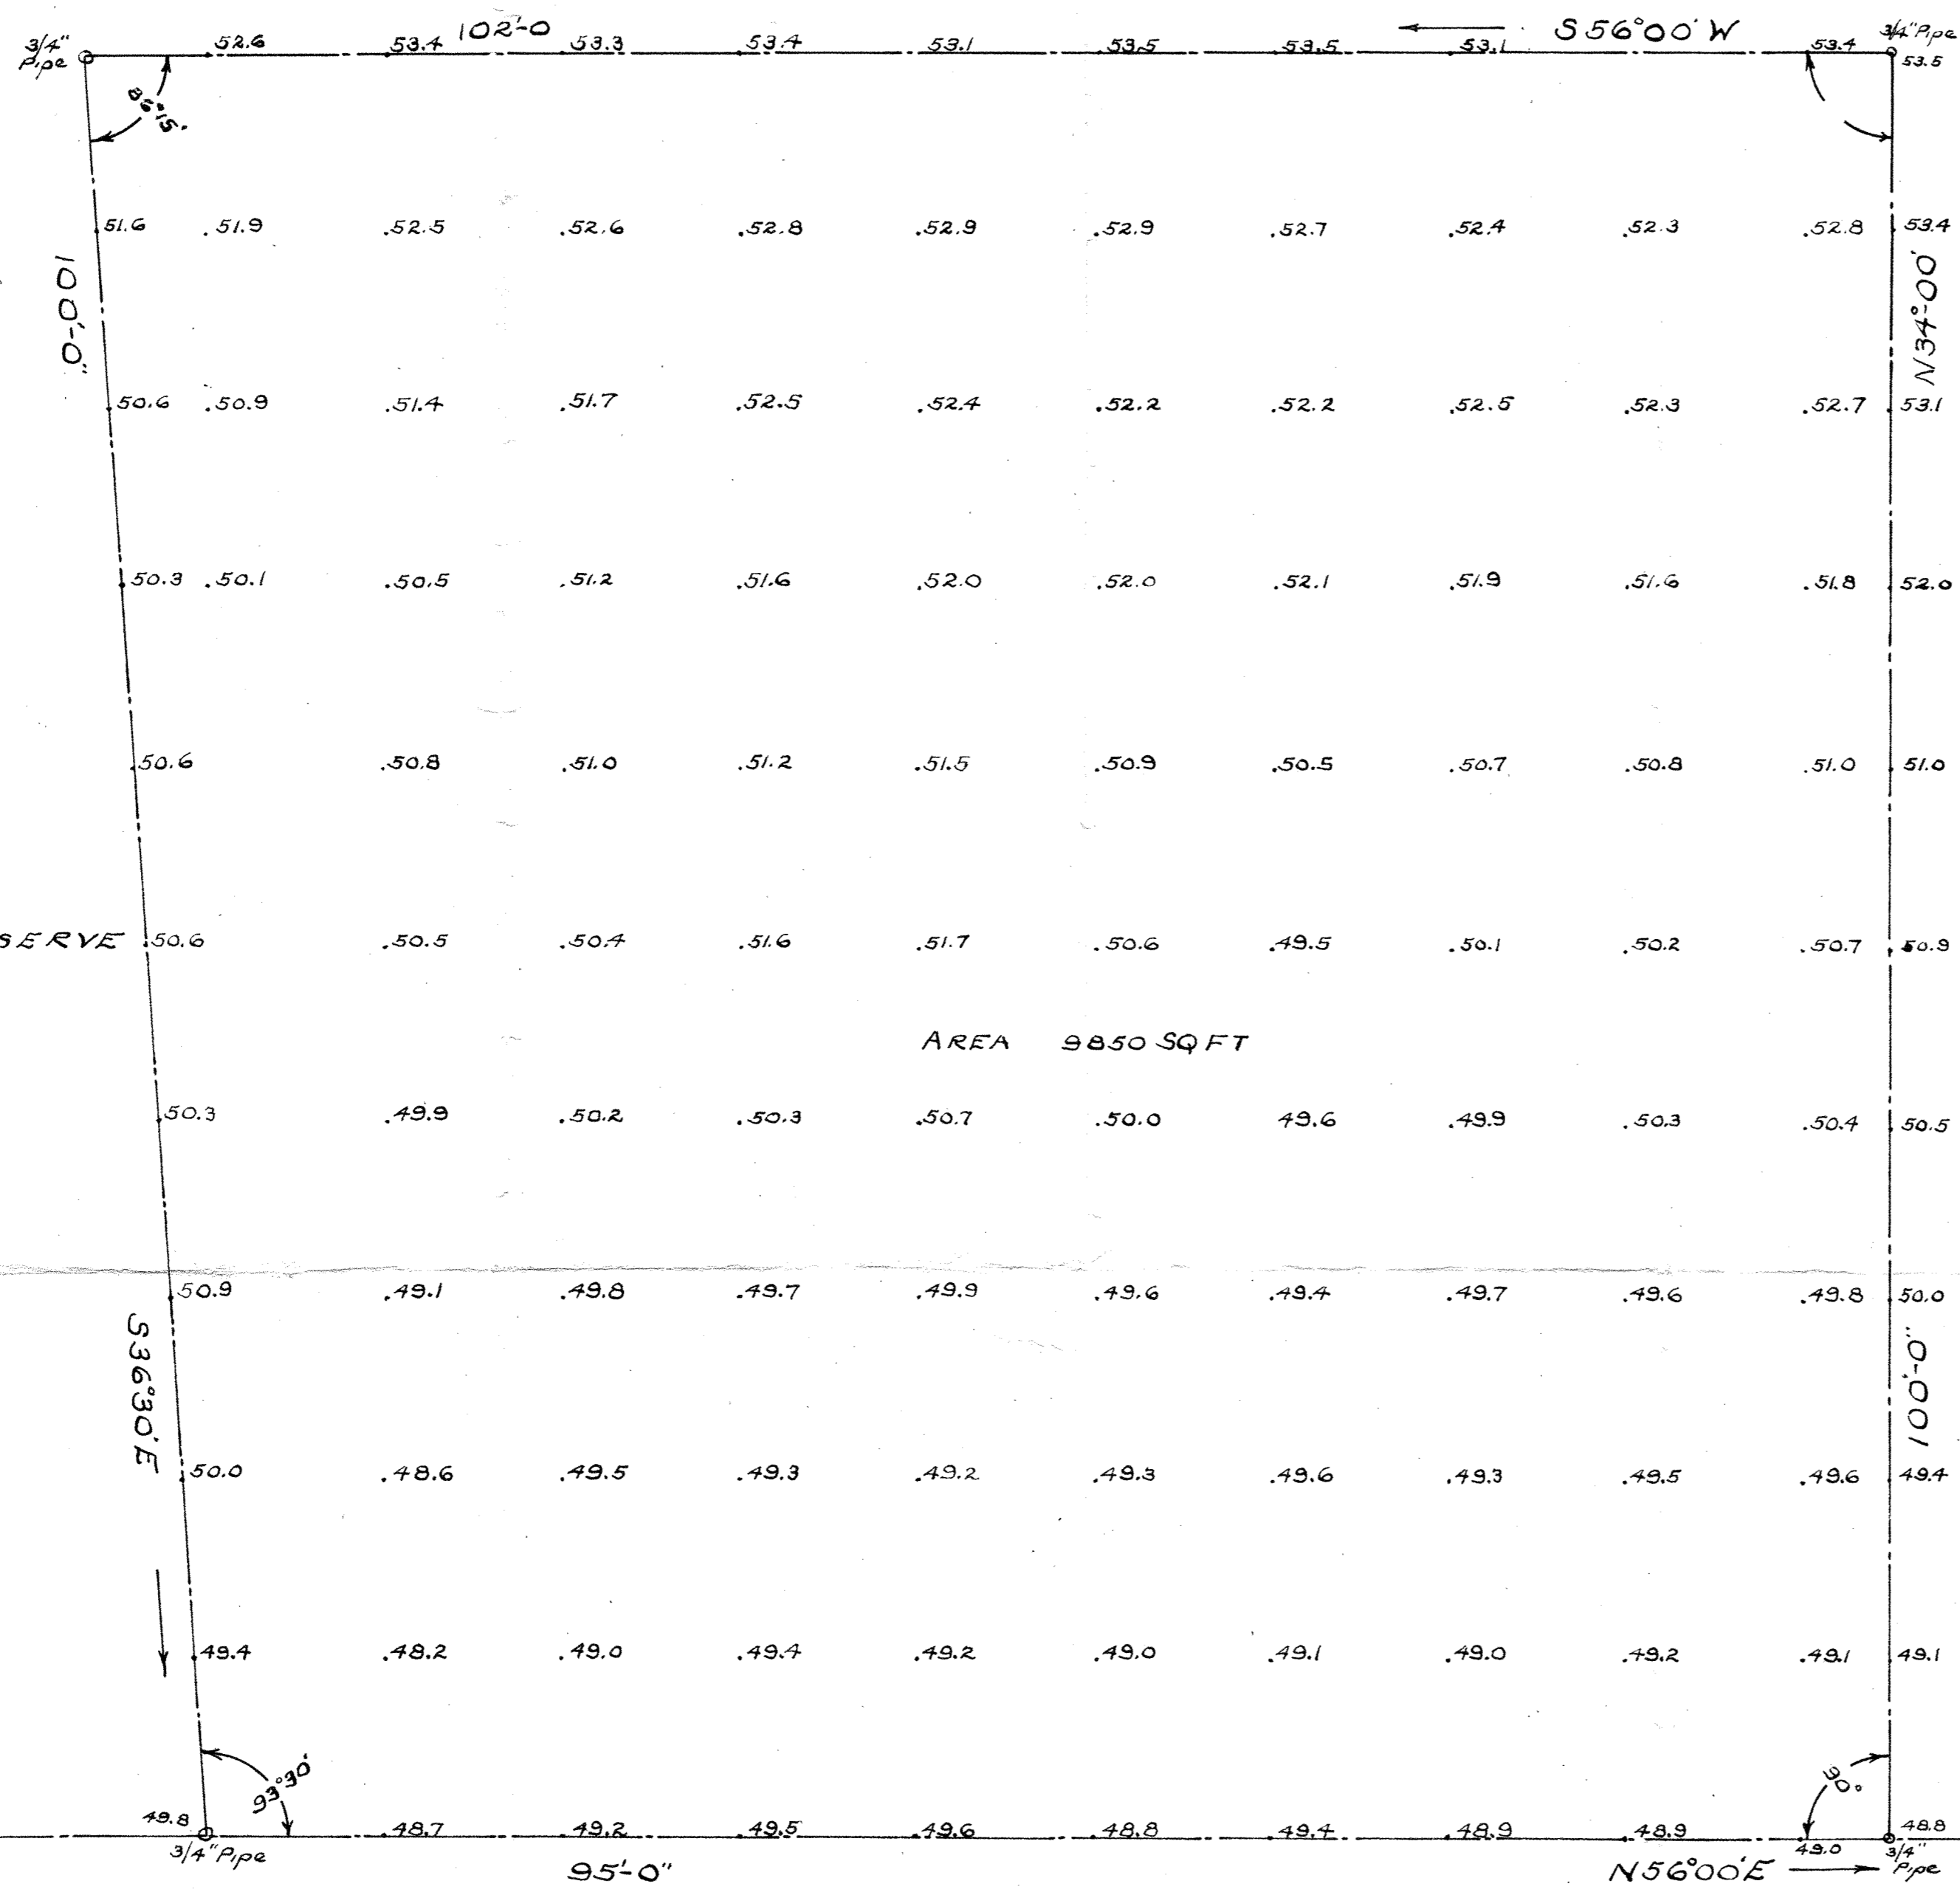 3/4" Pipe 52.6 53.4 102'-0 53.3 53.4 53.1 53.5 53.5 53.1 S56°00'W 53.4 3/4" Pipe
53.5
86°15'
51.6 .51.9 .52.5 .52.6 .52.8 .52.9 .52.9 .52.7 .52.4 .52.3 .52.8 53.4
100'-0"
N34°-00'
50.6 .50.9 .51.4 .51.7 .52.5 .52.4 .52.2 .52.2 .52.5 .52.3 .52.7 53.1
50.3 .50.1 .50.5 .51.2 .51.6 .52.0 .52.0 .52.1 .51.9 .51.6 .51.8 52.0
50.6 .50.8 .51.0 .51.2 .51.5 .50.9 .50.5 .50.7 .50.8 .51.0 51.0
SERVE 50.6 .50.5 .50.4 .51.6 .51.7 .50.6 .49.5 .50.1 .50.2 .50.7 50.9
AREA 9850 SQ FT
50.3 .49.9 .50.2 .50.3 .50.7 .50.0 49.6 .49.9 .50.3 .50.4 50.5
50.9 .49.1 .49.8 .49.7 .49.9 .49.6 .49.4 .49.7 .49.6 .49.8 50.0
S36°30'E
100'-0"
50.0 .48.6 .49.5 .49.3 .49.2 .49.3 .49.6 .49.3 .49.5 .49.6 49.4
49.4 .48.2 .49.0 .49.4 .49.2 .49.0 .49.1 .49.0 .49.2 .49.1 49.1
93°30'
90°
49.8 48.7 49.2 49.5 49.6 48.8 49.4 48.9 48.9 49.0 48.8
3/4" Pipe
95'-0"
N56°00'E
3/4" Pipe